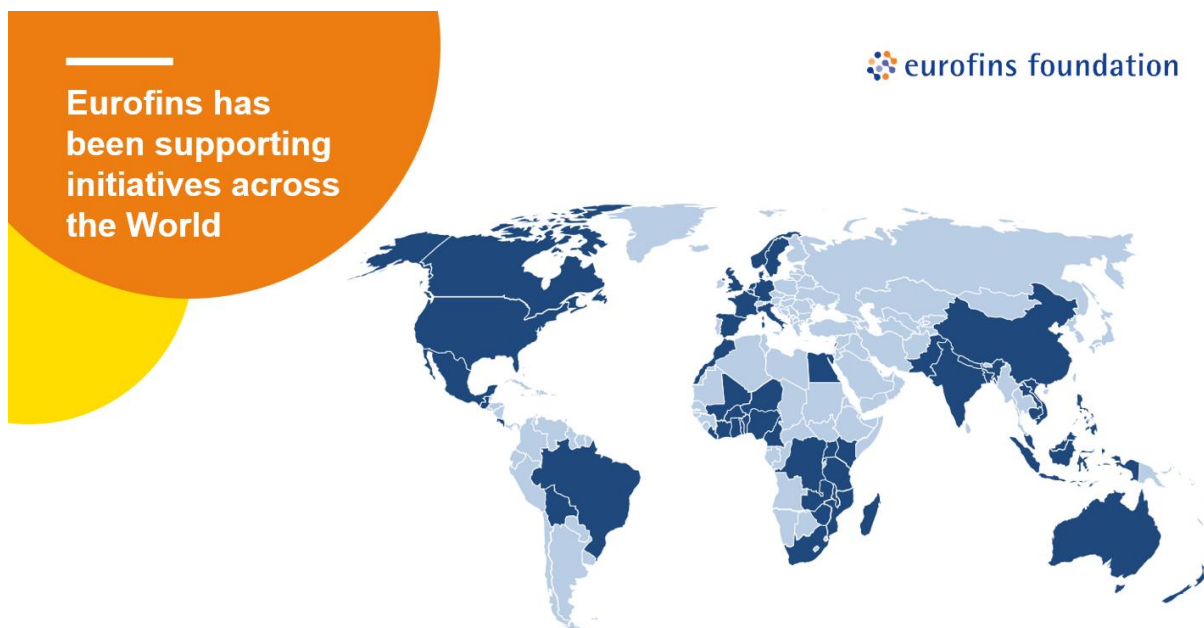 Eurofins has
been supporting
initiatives across
the World
eurofins foundation